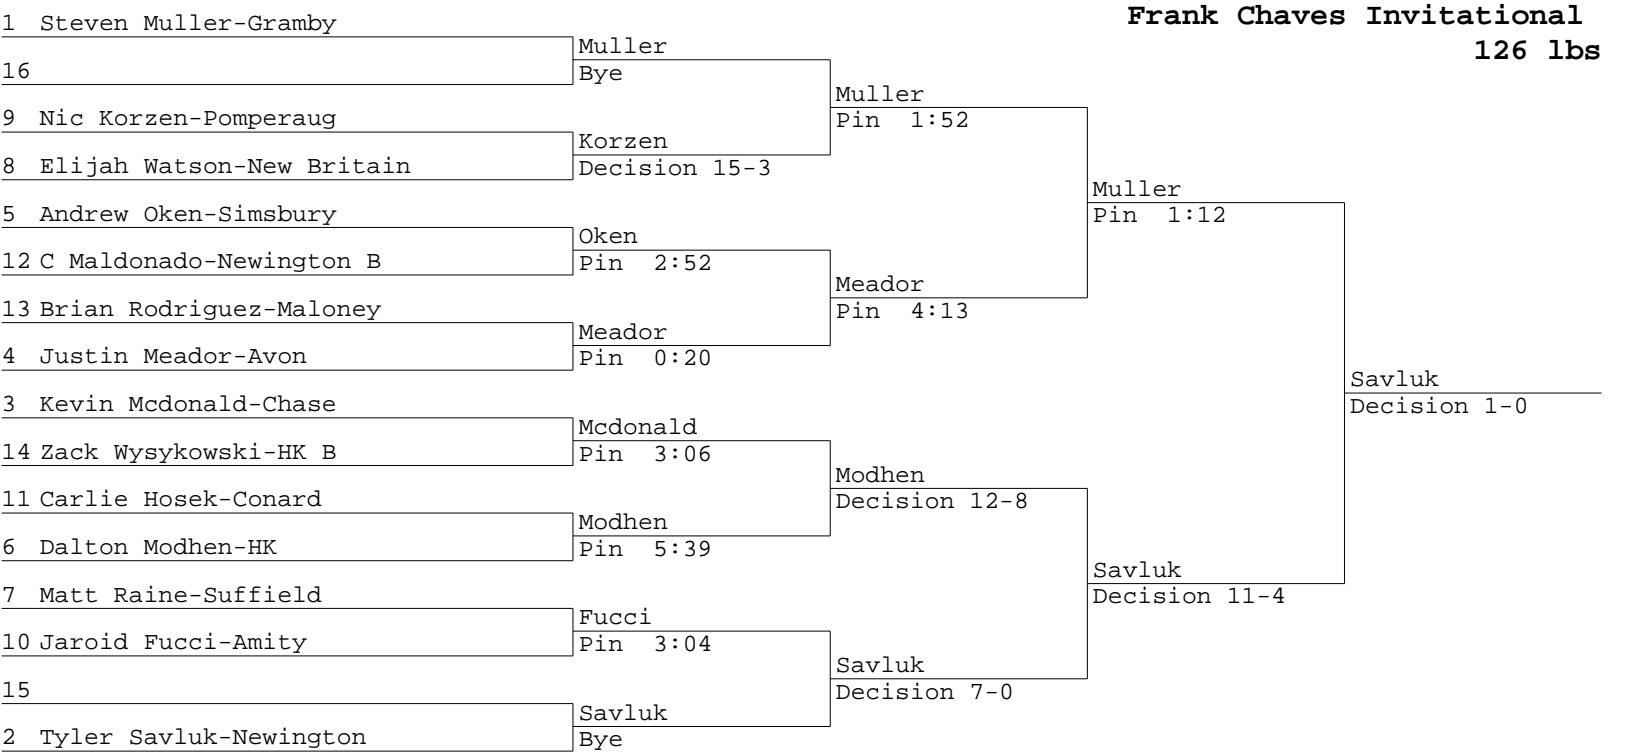 Frank Chaves Invitational
126 lbs
1 Steven Muller-Gramby
16
9 Nic Korzen-Pomperaug
8 Elijah Watson-New Britain
5 Andrew Oken-Simsbury
12 C Maldonado-Newington B
13 Brian Rodriguez-Maloney
4 Justin Meador-Avon
3 Kevin Mcdonald-Chase
14 Zack Wysykowski-HK B
11 Carlie Hosek-Conard
6 Dalton Modhen-HK
7 Matt Raine-Suffield
10 Jaroid Fucci-Amity
15
2 Tyler Savluk-Newington
Muller
Bye
Korzen
Decision 15-3
Oken
Pin 2:52
Meador
Pin 0:20
Mcdonald
Pin 3:06
Modhen
Pin 5:39
Fucci
Pin 3:04
Savluk
Bye
Muller
Pin 1:52
Meador
Pin 4:13
Modhen
Decision 12-8
Savluk
Decision 7-0
Muller
Pin 1:12
Savluk
Decision 11-4
Savluk
Decision 1-0